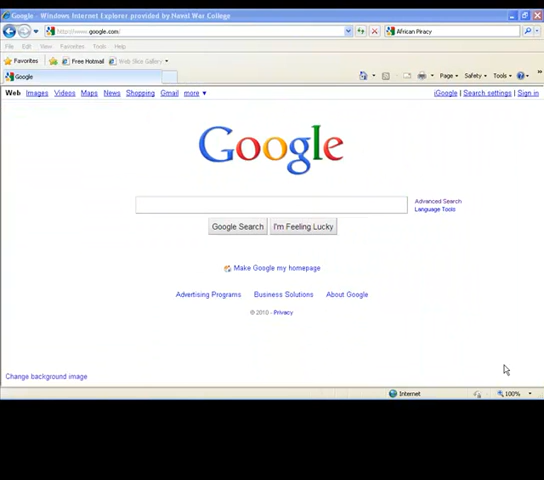 Google - Windows Internet Explorer provided by Naval War College
http://www.google.com/
African Piracy
File Edit View Favorites Tools Help
Favorites Free Hotmail Web Slice Gallery
Google
Page Safety Tools
Web Images Videos Maps News Shopping Gmail more
iGoogle | Search settings | Sign in
Google
Advanced Search
Language Tools
Google Search I'm Feeling Lucky
Make Google my homepage
Advertising Programs Business Solutions About Google
© 2010 - Privacy
Change background image
Internet 100%